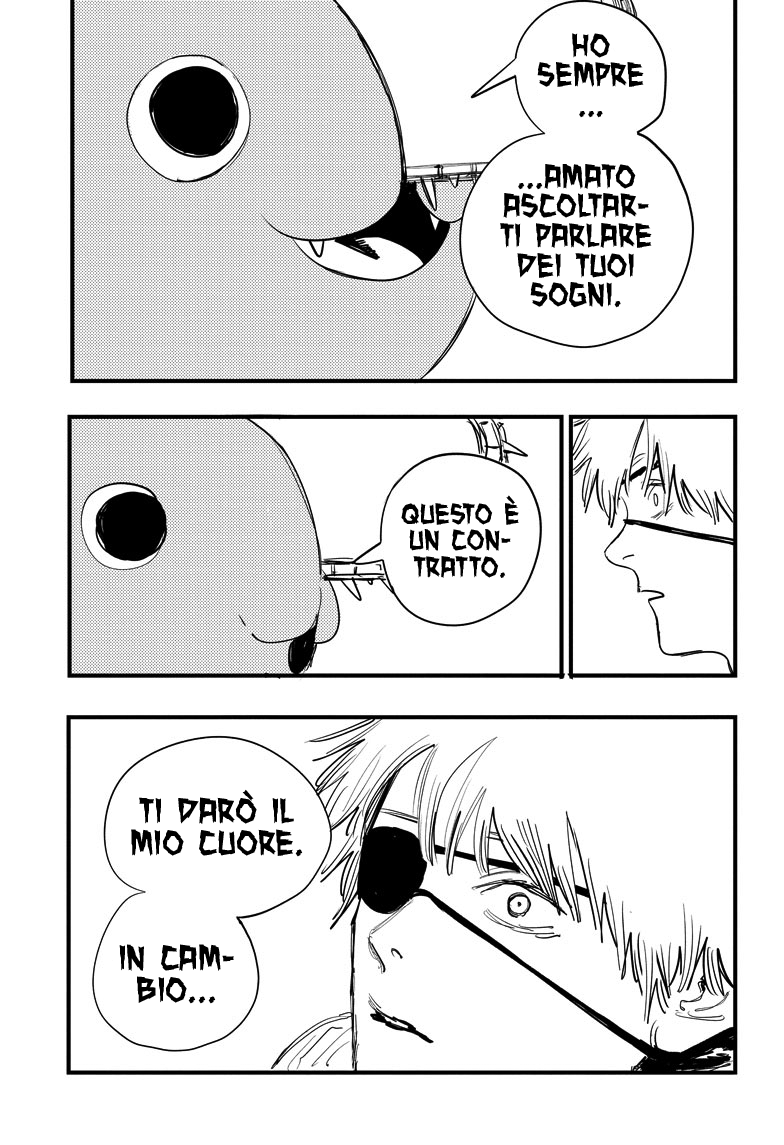 HO
SEMPRE
...
...AMATO
ASCOLTAR-
TI PARLARE
DEI TUOI
SOGNI.
QUESTO È
UN CON-
TRATTO.
TI DARÒ IL
MIO CUORE.
IN CAM-
BIO...